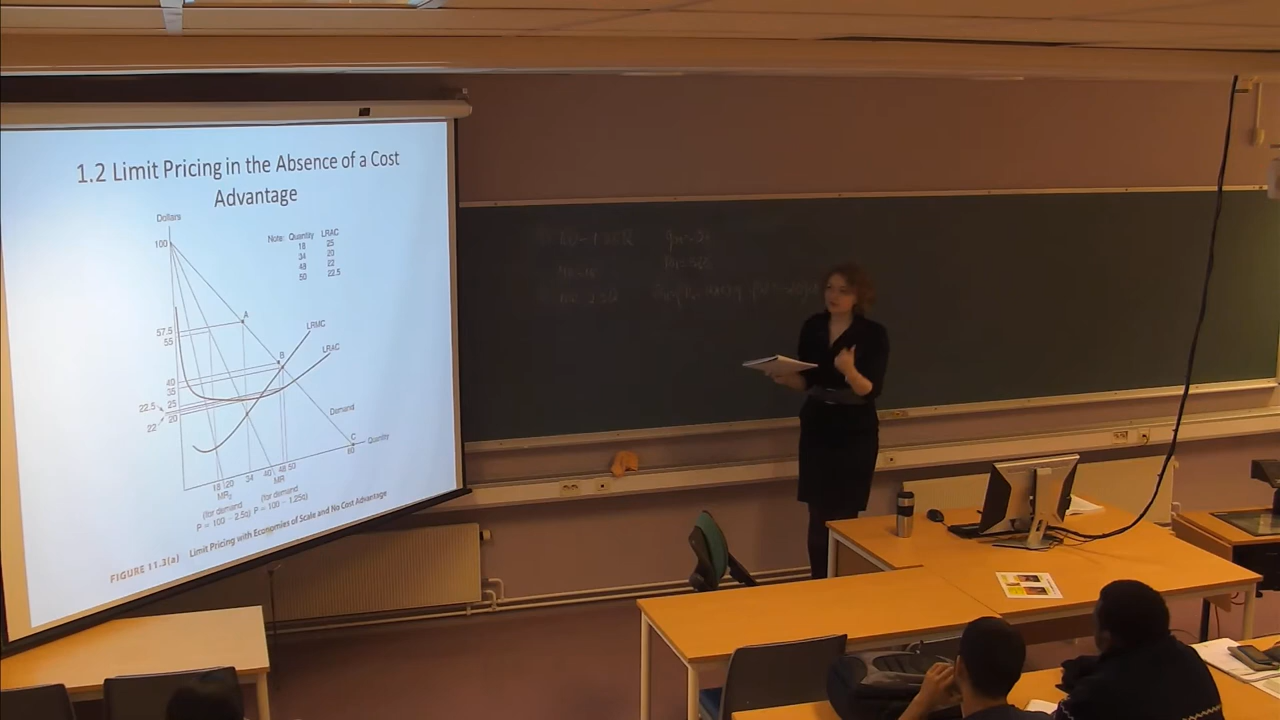 1.2 Limit Pricing in the Absence of a Cost
Advantage
Dollars
100
Note: Quantity LRAC
18 25
34 20
48 22
50 22.5
A
57.5
55
LRMC
B
LRAC
40
35
22.5
25
20
22
Demand
C
Quantity
80
18 20 34 40 48 50
MR₂ MR
(for demand (for demand
P = 100 - 2.5q) P = 100 - 1.25q)
FIGURE 11.3(a) Limit Pricing with Economies of Scale and No Cost Advantage